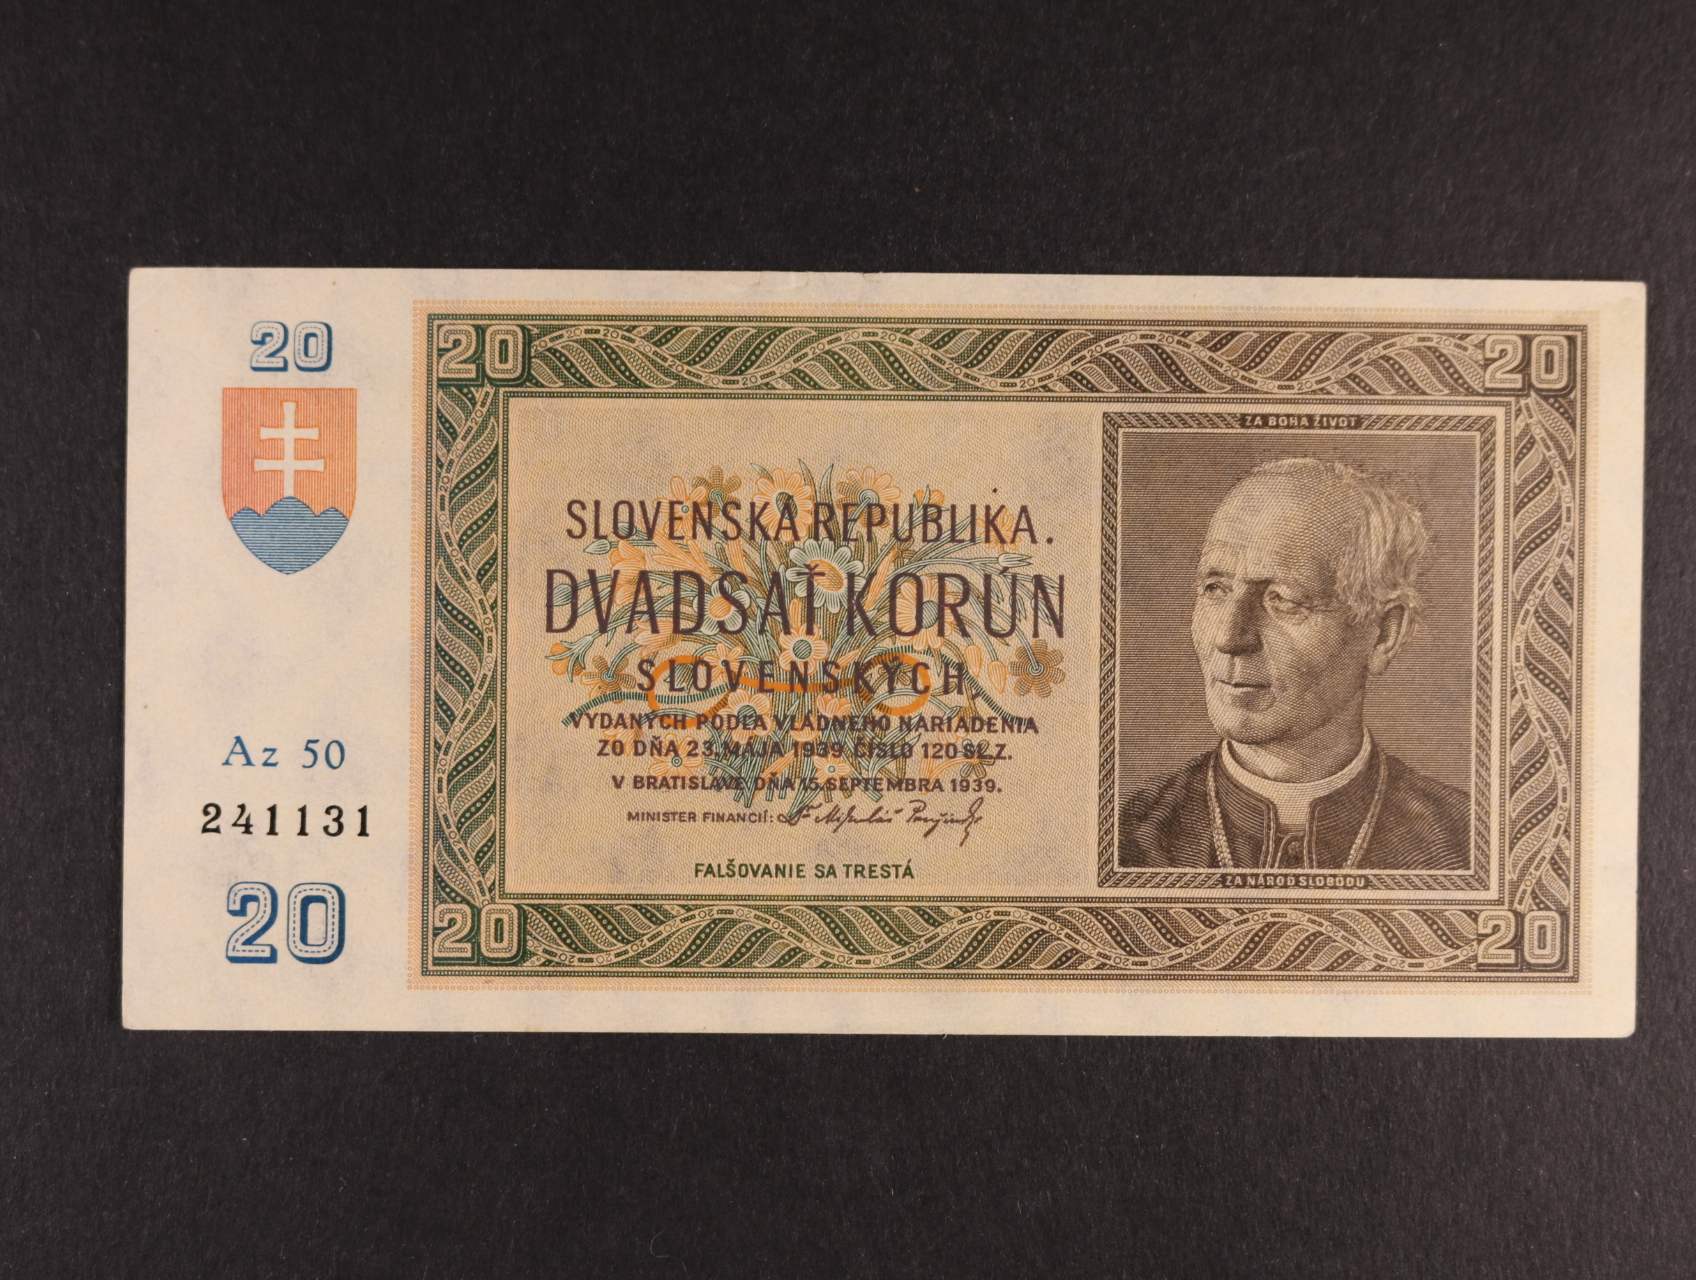 20
Az 50
241131
20
20
20
SLOVENSKÁ REPUBLIKA.
DVADSAŤ KORÚN
SLOVENSKÝCH,
VYDANÝCH PODĽA VLÁDNEHO NARIADENIA
ZO DŇA 23. MÁJA 1939 ČÍSLO 120 SL. Z.
V BRATISLAVE DŇA 15. SEPTEMBRA 1939.
MINISTER FINANCIÍ:
FALŠOVANIE SA TRESTÁ
ZA BOHA ŽIVOT
ZA NÁROD SLOBODU
20
20